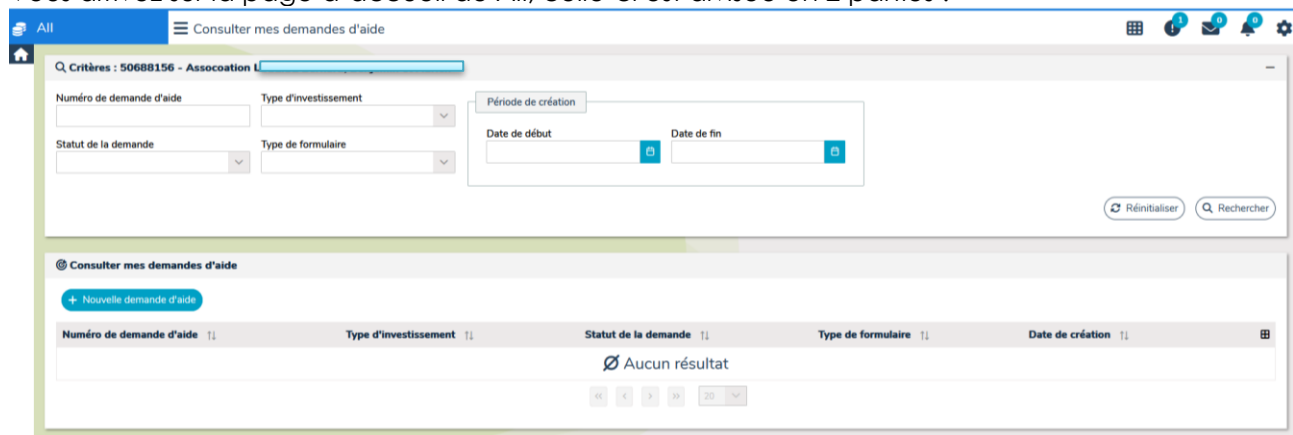 All
Consulter mes demandes d'aide
1
0
0
Critères : 50688156 - Assocoation
Numéro de demande d'aide Type d'investissement
Période de création
Date de début Date de fin
Statut de la demande Type de formulaire
Réinitialiser Rechercher
Consulter mes demandes d'aide
+ Nouvelle demande d'aide
Numéro de demande d'aide Type d'investissement Statut de la demande Type de formulaire Date de création
Aucun résultat
« < > » 20